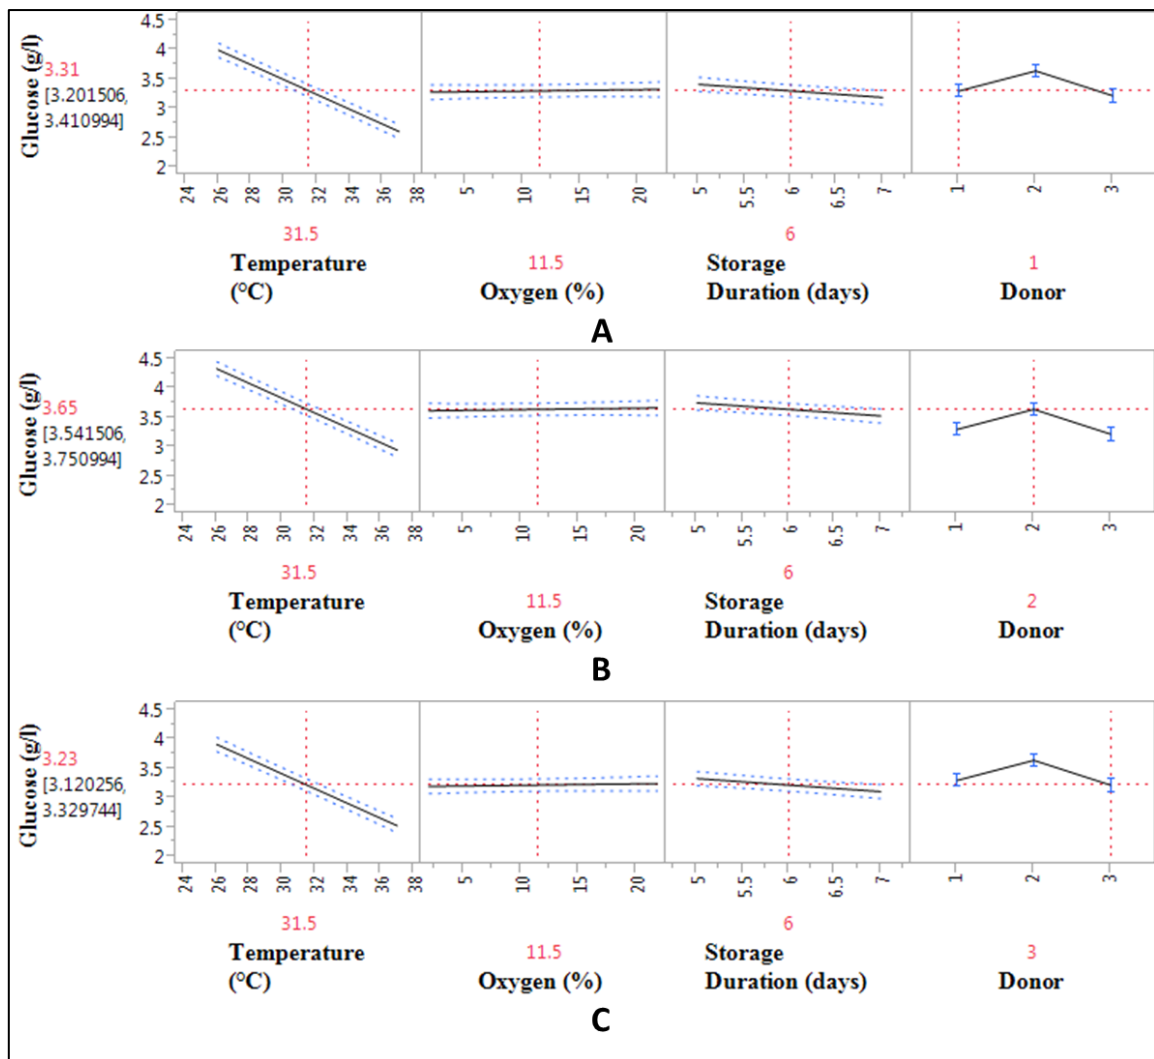 Glucose (g/l)
3.31
[3.201506,
3.410994]
4.5
4
3.5
3
2.5
2
24 26 28 30 32 34 36 38 5 10 15 20 5 5.5 6 6.5 7 1 2 3
31.5 11.5 6 1
Temperature (°C) Oxygen (%) Storage Duration (days) Donor
A
Glucose (g/l)
3.65
[3.541506,
3.750994]
4.5
4
3.5
3
2.5
2
24 26 28 30 32 34 36 38 5 10 15 20 5 5.5 6 6.5 7 1 2 3
31.5 11.5 6 2
Temperature (°C) Oxygen (%) Storage Duration (days) Donor
B
Glucose (g/l)
3.23
[3.120256,
3.329744]
4.5
4
3.5
3
2.5
2
24 26 28 30 32 34 36 38 5 10 15 20 5 5.5 6 6.5 7 1 2 3
31.5 11.5 6 3
Temperature (°C) Oxygen (%) Storage Duration (days) Donor
C